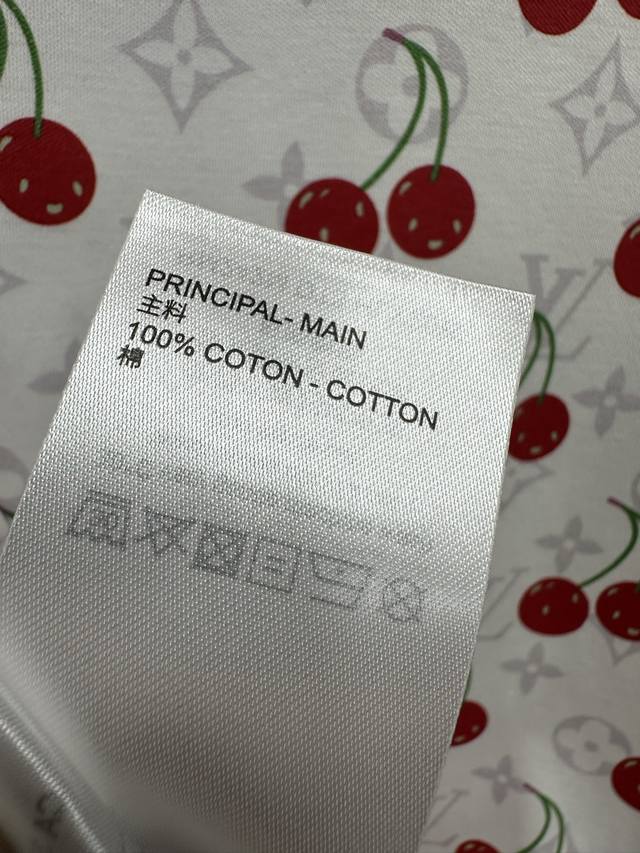 PRINCIPAL- MAIN
主料
100% COTON - COTTON
棉